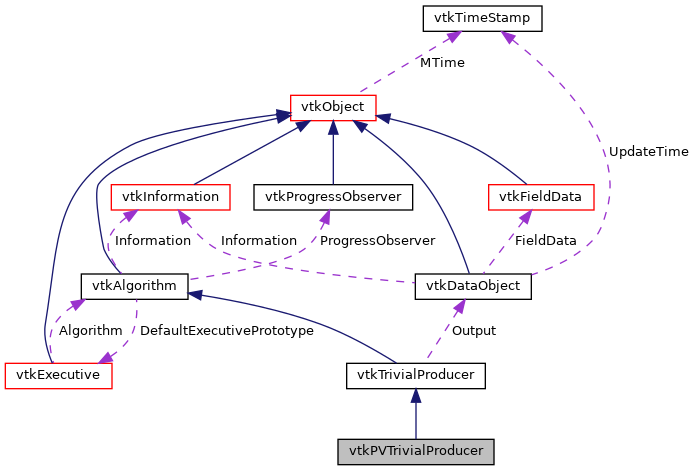 vtkTimeStamp
MTime
vtkObject
UpdateTime
vtkInformation
vtkProgressObserver
vtkFieldData
Information
Information
ProgressObserver
FieldData
vtkAlgorithm
vtkDataObject
Algorithm
DefaultExecutivePrototype
Output
vtkExecutive
vtkTrivialProducer
vtkPVTrivialProducer